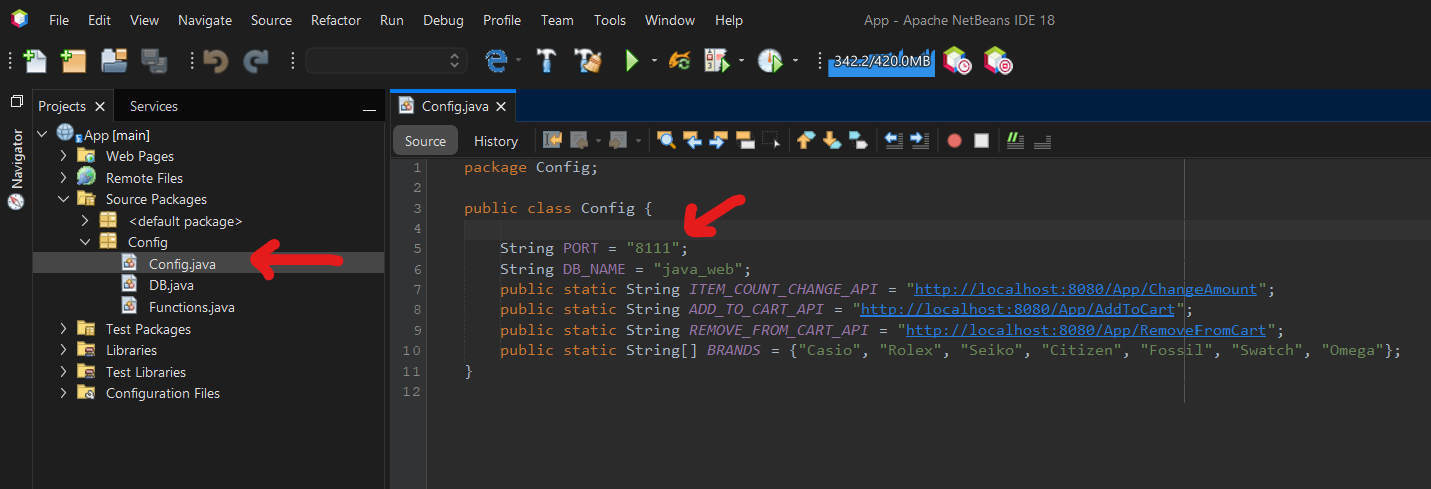 File Edit View Navigate Source Refactor Run Debug Profile Team Tools Window Help App - Apache NetBeans IDE 18
342.2/420.0MB
Projects Services
Config.java
Navigator
Source History
App [main]
Web Pages
Remote Files
Source Packages
<default package>
Config
Config.java
DB.java
Functions.java
Test Packages
Libraries
Test Libraries
Configuration Files
1 package Config;
2
3 public class Config {
4
5 String PORT = "8111";
6 String DB_NAME = "java_web";
7 public static String ITEM_COUNT_CHANGE_API = "http://localhost:8080/App/ChangeAmount";
8 public static String ADD_TO_CART_API = "http://localhost:8080/App/AddToCart";
9 public static String REMOVE_FROM_CART_API = "http://localhost:8080/App/RemoveFromCart";
10 public static String[] BRANDS = {"Casio", "Rolex", "Seiko", "Citizen", "Fossil", "Swatch", "Omega"};
11 }
12